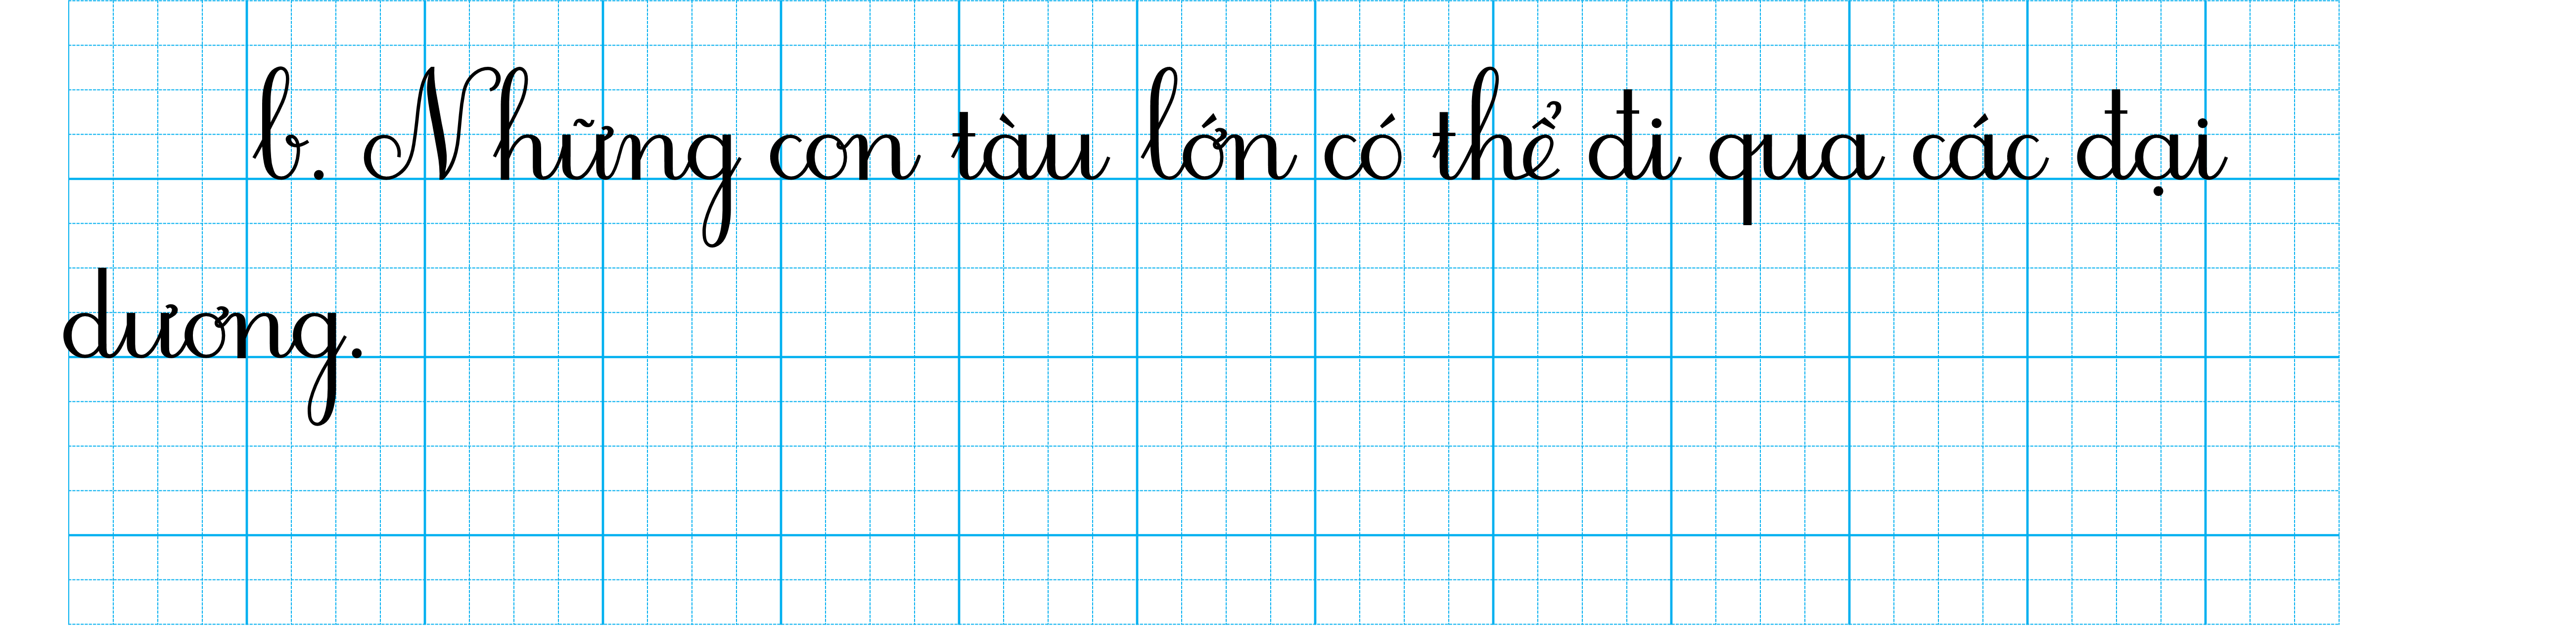 b. Những con tàu lớn có thể đi qua các đại
dương.